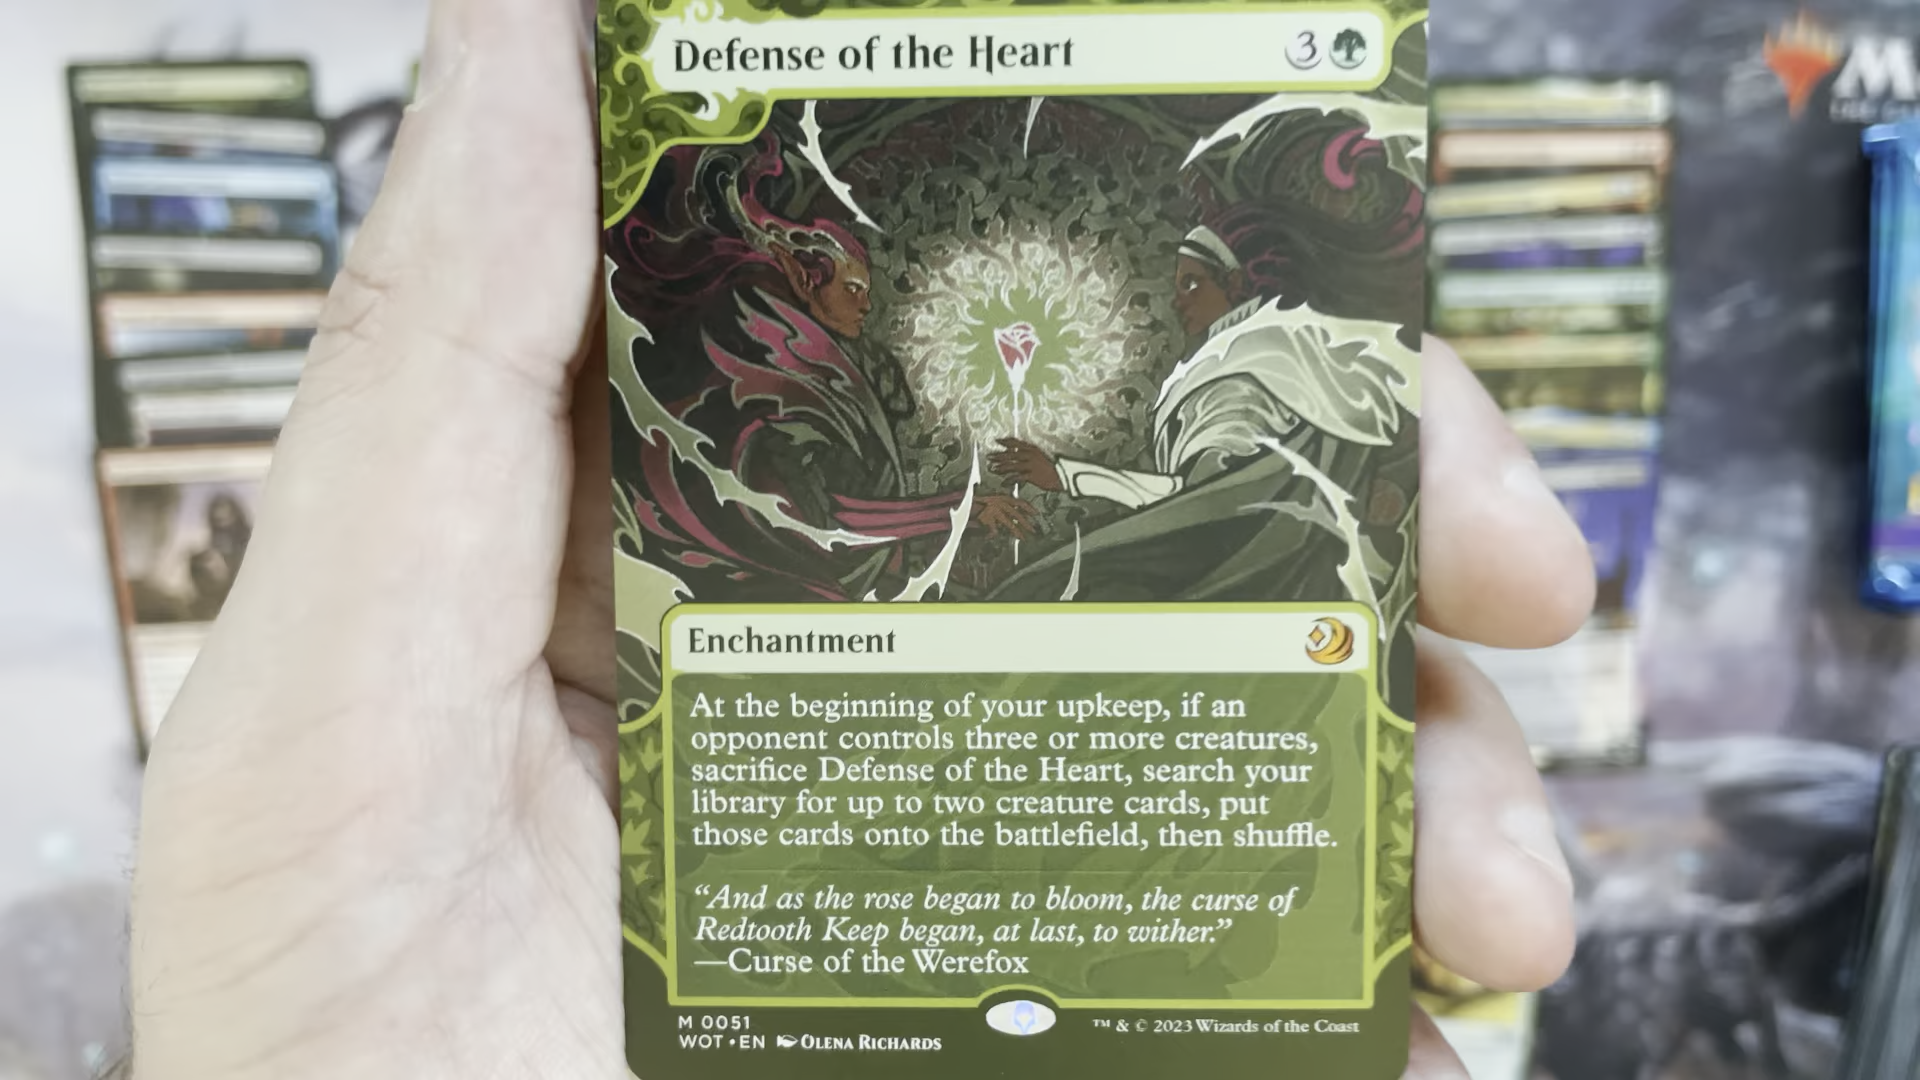 Defense of the Heart 3
Enchantment
At the beginning of your upkeep, if an
opponent controls three or more creatures,
sacrifice Defense of the Heart, search your
library for up to two creature cards, put
those cards onto the battlefield, then shuffle.
“And as the rose began to bloom, the curse of
Redtooth Keep began, at last, to wither.”
—Curse of the Werefox
M 0051
WOT • EN OLENA RICHARDS
™ & © 2023 Wizards of the Coast